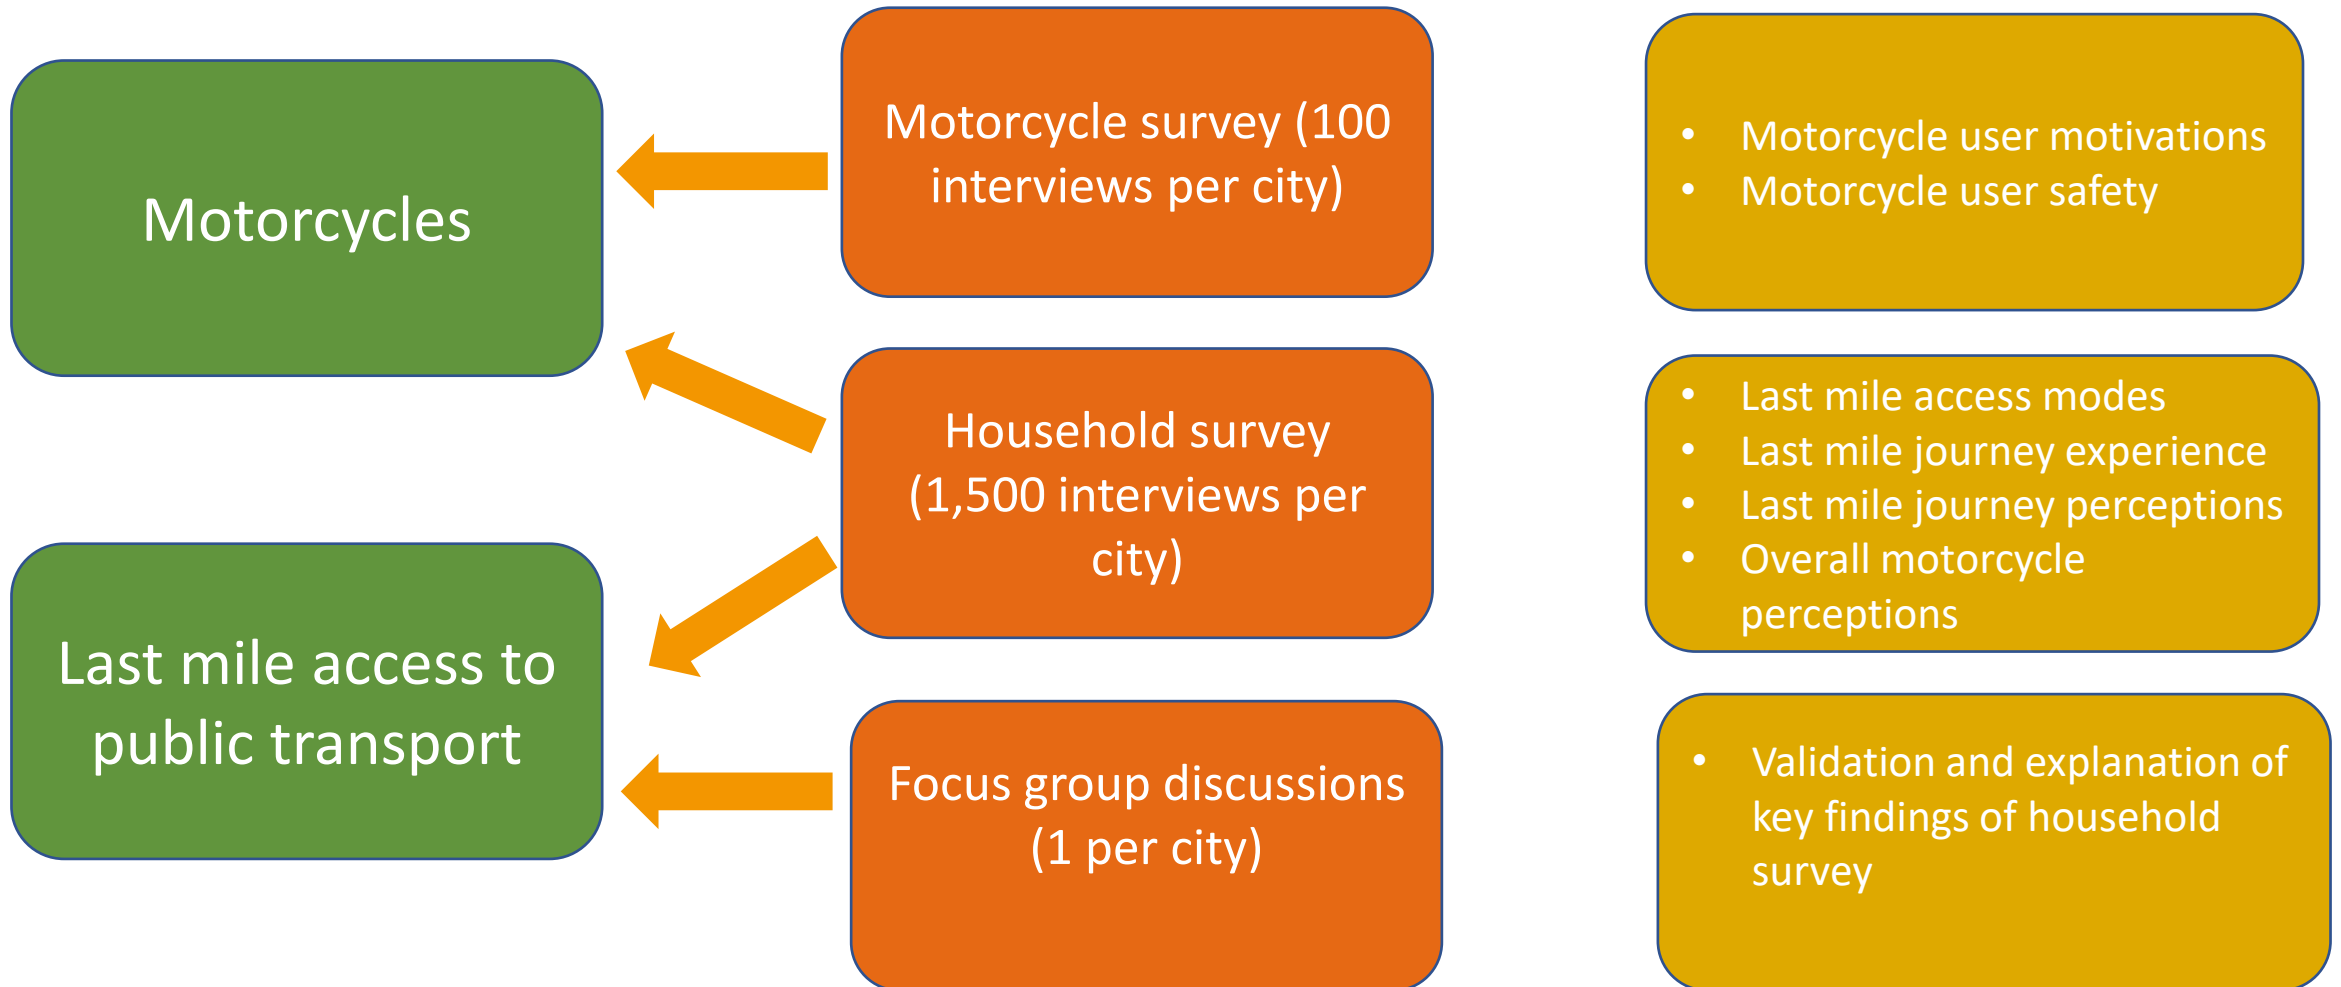 Motorcycles
Last mile access to
public transport
Motorcycle survey (100
interviews per city)
Household survey
(1,500 interviews per
city)
Focus group discussions
(1 per city)
• Motorcycle user motivations
• Motorcycle user safety
• Last mile access modes
• Last mile journey experience
• Last mile journey perceptions
• Overall motorcycle
perceptions
• Validation and explanation of
key findings of household
survey